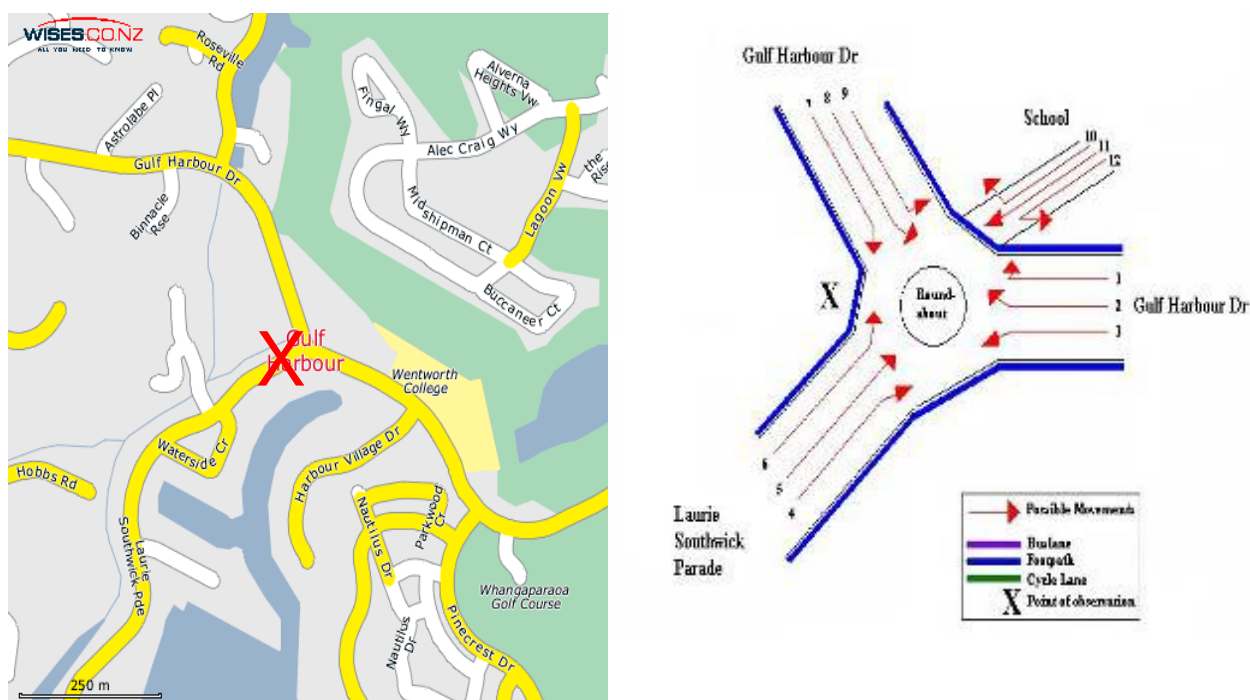 WISES.CO.NZ
ALL YOU NEED TO KNOW
Roseville
Rd
Astrolabe Pl
Gulf Harbour Dr
Binnacle
Rse
Fingal Wy
Alverna
Heights Vw
Alec Craig Wy
the
Rise
Lagoon Vw
Midshipman Ct
Buccaneer Ct
Gulf
Harbour
X
Wentworth
College
Waterside Cr
Harbour Village Dr
Hobbs Rd
Laurie
Southwick Pde
Nautilus Dr
Parkwood
Cr
Whangaparaoa
Golf Course
Nautilus
Dr
Pinecrest Dr
250 m
Gulf Harbour Dr
7 8 9
School
10
11
12
X
Round-
about
1
2 Gulf Harbour Dr
3
6
5
4
Laurie
Southwick
Parade
Possible Movements
Buslane
Footpath
Cycle Lane
X Point of observation